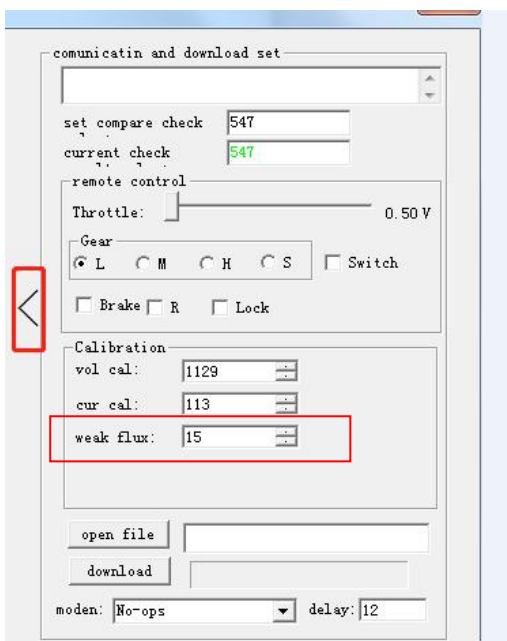 comunicatin and download set
set compare check 547
current check 547
remote control
Throttle: 0.50 V
Gear
L M H S Switch
Brake R Lock
Calibration
vol cal: 1129
cur cal: 113
weak flux: 15
open file
download
moden: No-ops delay: 12